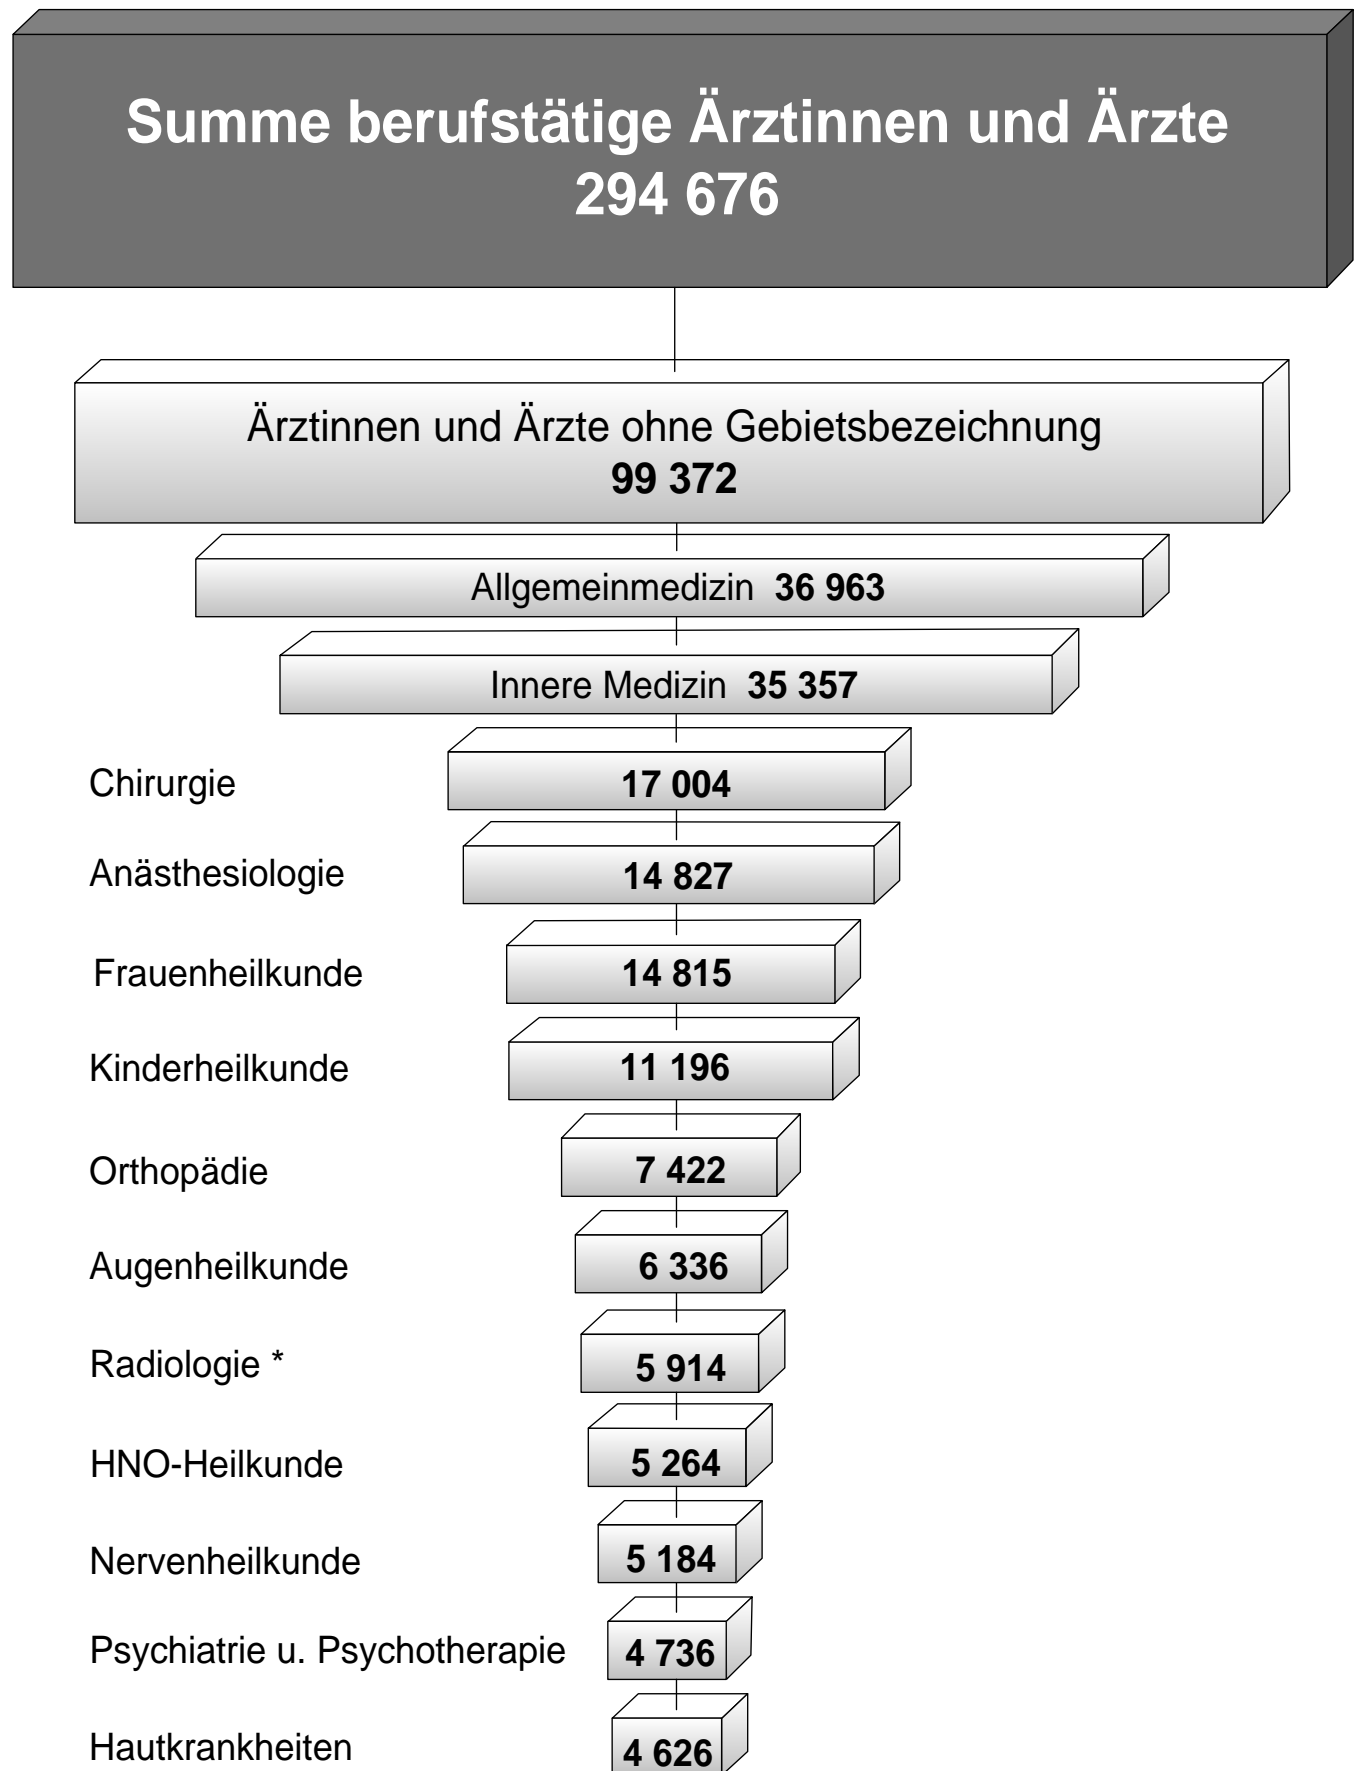 Summe berufstätige Ärztinnen und Ärzte
294 676
Ärztinnen und Ärzte ohne Gebietsbezeichnung
99 372
Allgemeinmedizin 36 963
Innere Medizin 35 357
Chirurgie 17 004
Anästhesiologie 14 827
Frauenheilkunde 14 815
Kinderheilkunde 11 196
Orthopädie 7 422
Augenheilkunde 6 336
Radiologie * 5 914
HNO-Heilkunde 5 264
Nervenheilkunde 5 184
Psychiatrie u. Psychotherapie 4 736
Hautkrankheiten 4 626